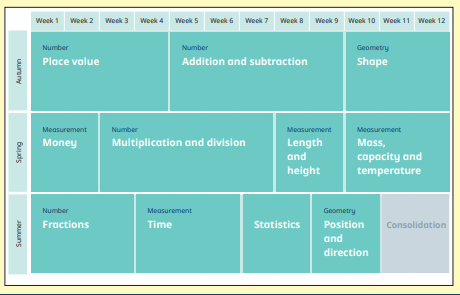 Week 1 Week 2 Week 3 Week 4 Week 5 Week 6 Week 7 Week 8 Week 9 Week 10 Week 11 Week 12
Autumn
Number
Place value
Number
Addition and subtraction
Geometry
Shape
Spring
Measurement
Money
Number
Multiplication and division
Measurement
Length
and
height
Measurement
Mass,
capacity and
temperature
Summer
Number
Fractions
Measurement
Time
Statistics
Geometry
Position
and
direction
Consolidation